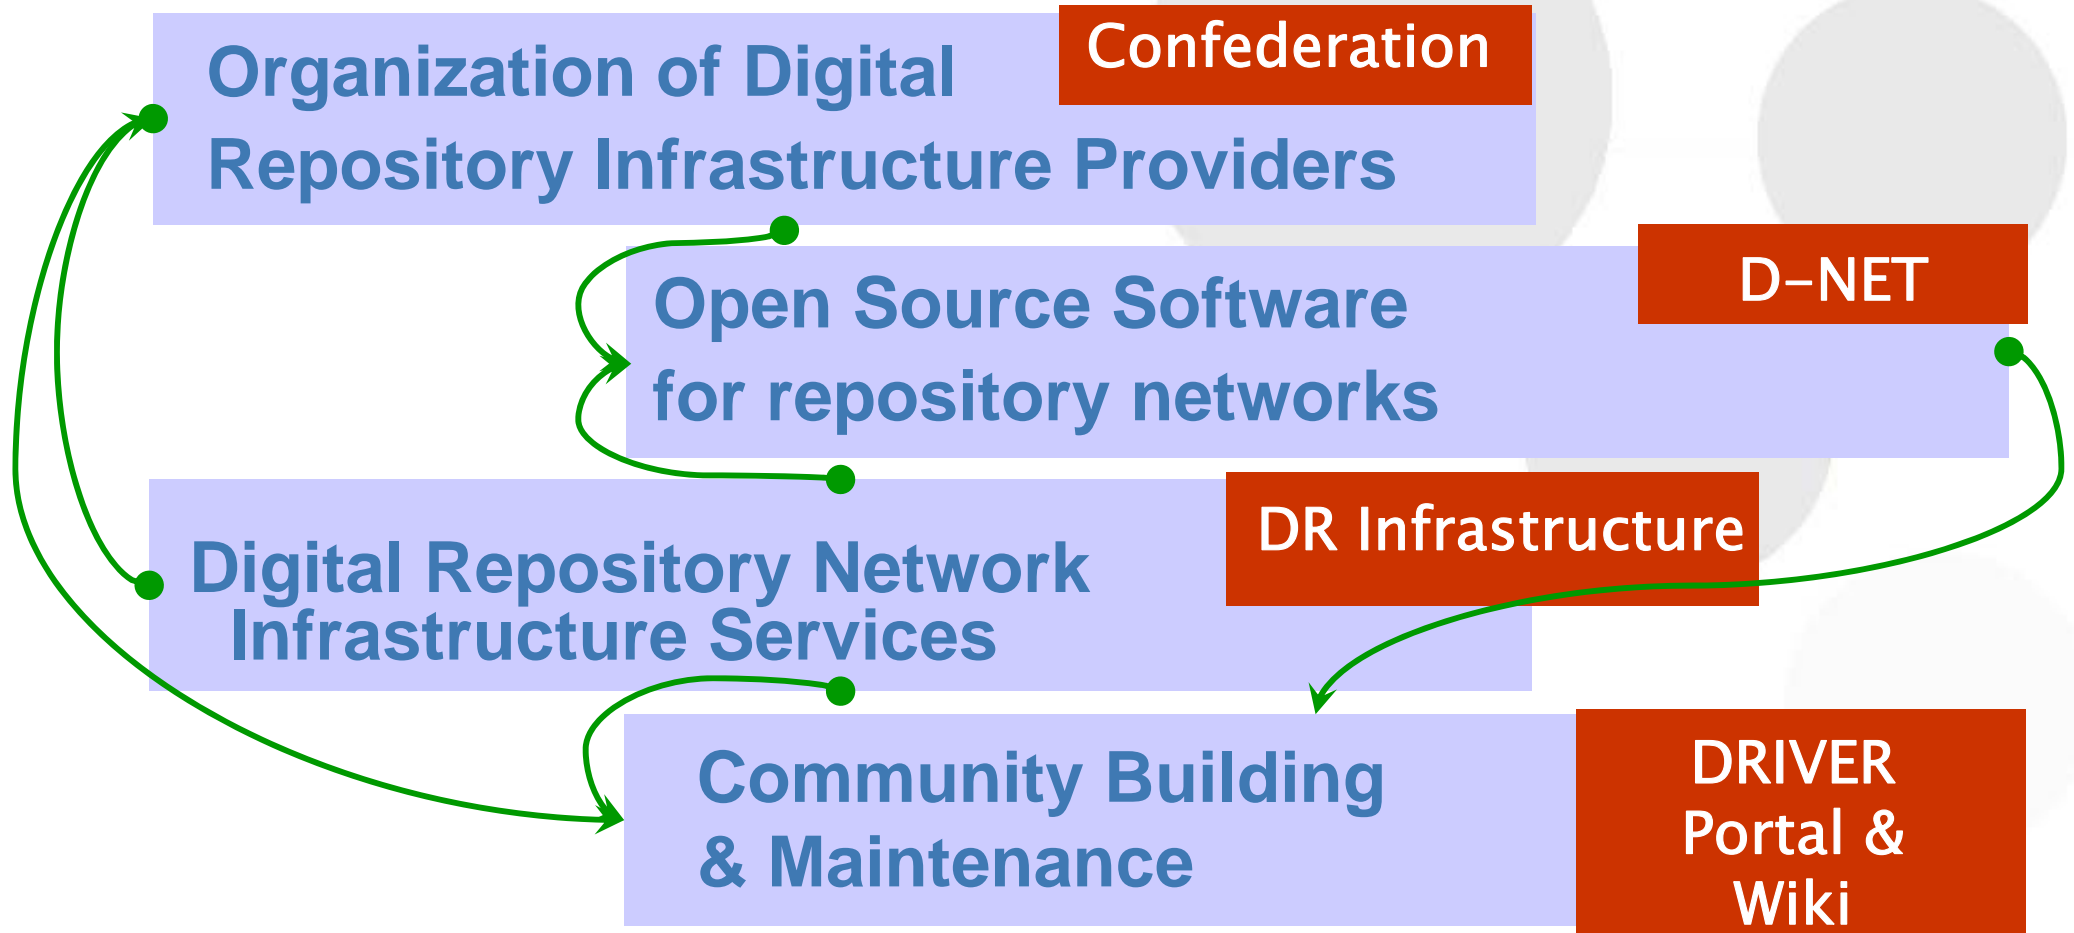 Confederation
Organization of Digital
Repository Infrastructure Providers
D-NET
Open Source Software
for repository networks
DR Infrastructure
Digital Repository Network
Infrastructure Services
Community Building
& Maintenance
DRIVER
Portal &
Wiki